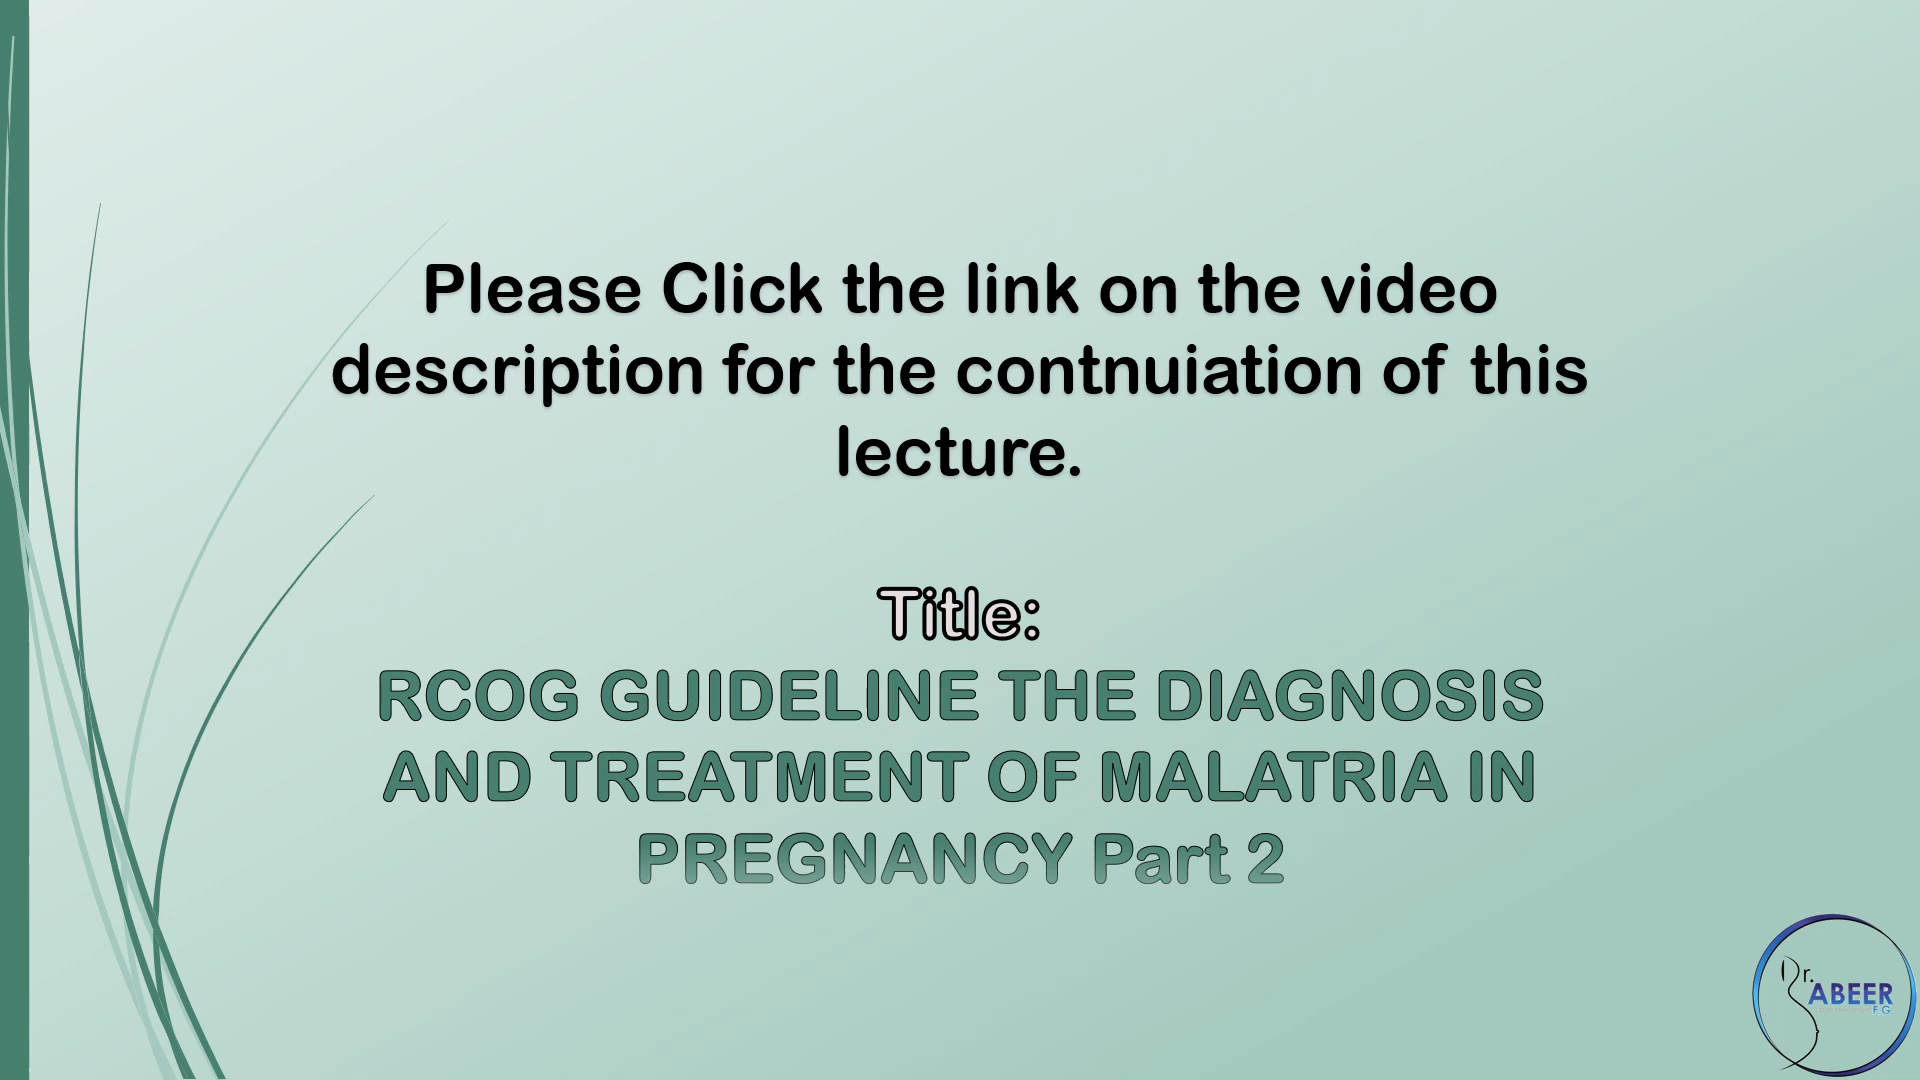 Please Click the link on the video
description for the contnuiation of this
lecture.
Title:
RCOG GUIDELINE THE DIAGNOSIS
AND TREATMENT OF MALATRIA IN
PREGNANCY Part 2
Dr.
ABEER
F.G